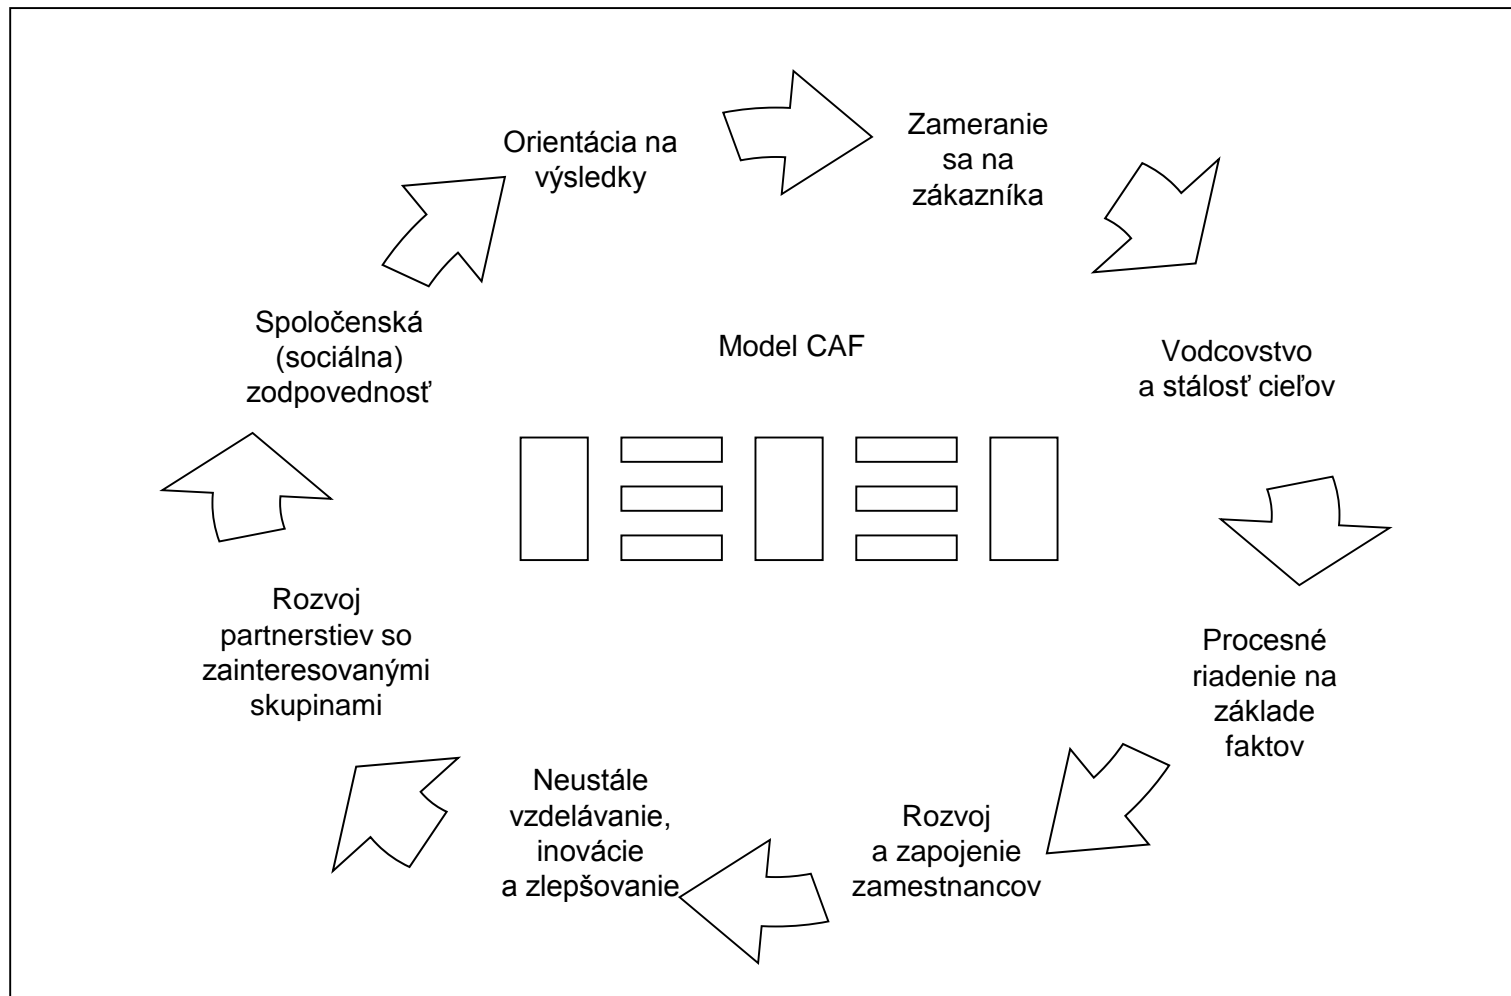 Orientácia na
výsledky
Zameranie
sa na
zákazníka
Vodcovstvo
a stálosť cieľov
Procesné
riadenie na
základe
faktov
Rozvoj
a zapojenie
zamestnancov
Neustále
vzdelávanie,
inovácie
a zlepšovanie
Rozvoj
partnerstiev so
zainteresovanými
skupinami
Spoločenská
(sociálna)
zodpovednosť
Model CAF